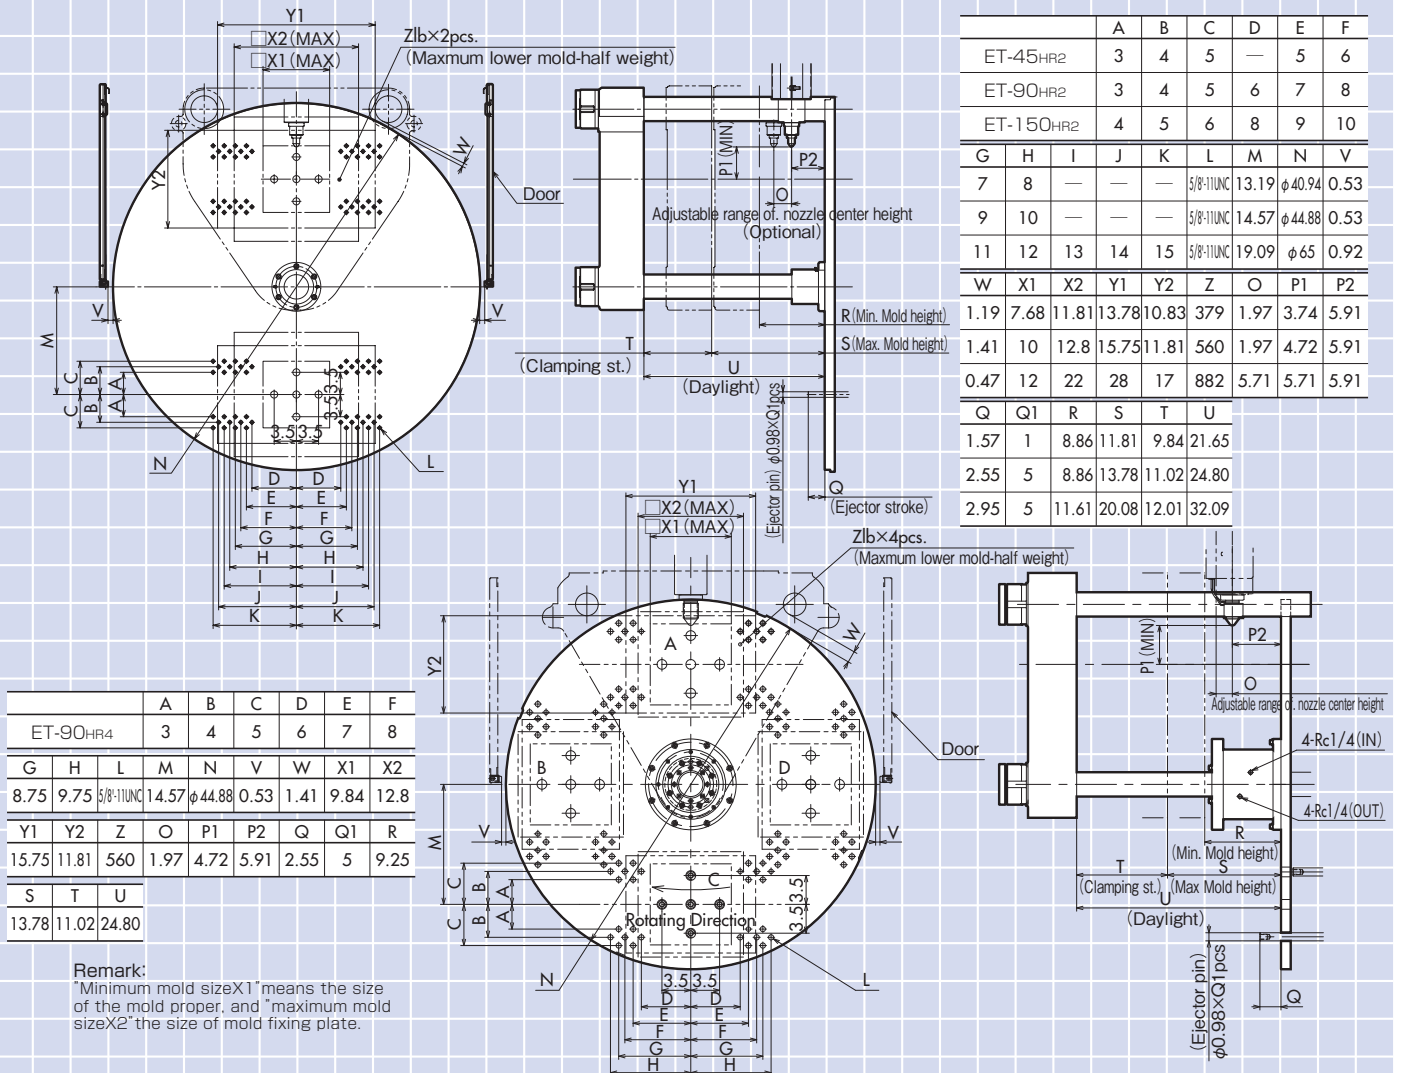 Y1
□X2(MAX)
□X1(MAX)
Zlb×2pcs.
(Maxmum lower mold-half weight)
W
Y2
Door
V
V
M
C
B
A
C
B
A
3.5
3.5
3.5
3.5
N
L
D
D
E
E
F
F
G
G
H
H
I
I
J
J
K
K
P1(MIN)
P2
O
Adjustable range of. nozzle center height
(Optional)
R(Min. Mold height)
T
S(Max. Mold height)
(Clamping st.)
U
(Daylight)
(Ejector pin) φ0.98×Q1pcs
Q
(Ejector stroke)
A B C D E F
ET-45HR2 3 4 5 — 5 6
ET-90HR2 3 4 5 6 7 8
ET-150HR2 4 5 6 8 9 10
G H I J K L M N V
7 8 — — — 5/8"-11UNC 13.19 φ40.94 0.53
9 10 — — — 5/8"-11UNC 14.57 φ44.88 0.53
11 12 13 14 15 5/8"-11UNC 19.09 φ65 0.92
W X1 X2 Y1 Y2 Z O P1 P2
1.19 7.68 11.81 13.78 10.83 379 1.97 3.74 5.91
1.41 10 12.8 15.75 11.81 560 1.97 4.72 5.91
0.47 12 22 28 17 882 5.71 5.71 5.91
Q Q1 R S T U
1.57 1 8.86 11.81 9.84 21.65
2.55 5 8.86 13.78 11.02 24.80
2.95 5 11.61 20.08 12.01 32.09
A B C D E F
ET-90HR4 3 4 5 6 7 8
G H L M N V W X1 X2
8.75 9.75 5/8"-11UNC 14.57 φ44.88 0.53 1.41 9.84 12.8
Y1 Y2 Z O P1 P2 Q Q1 R
15.75 11.81 560 1.97 4.72 5.91 2.55 5 9.25
S T U
13.78 11.02 24.80
Remark:
"Minimum mold sizeX1"means the size
of the mold proper, and "maximum mold
sizeX2"the size of mold fixing plate.
Y1
□X2(MAX)
□X1(MAX)
Zlb×4pcs.
(Maxmum lower mold-half weight)
W
Y2
A
B
D
Door
V
V
M
C
B
A
C
B
A
C
Rotating Direction
3.5
3.5
N
L
3.5
3.5
D
D
E
E
F
F
G
G
H
H
P1(MIN)
P2
O
Adjustable range of. nozzle center height
4-Rc1/4(IN)
4-Rc1/4(OUT)
R
(Min. Mold height)
T
S
(Clamping st.)
(Max Mold height)
U
(Daylight)
(Ejector pin)
φ0.98×Q1pcs
Q